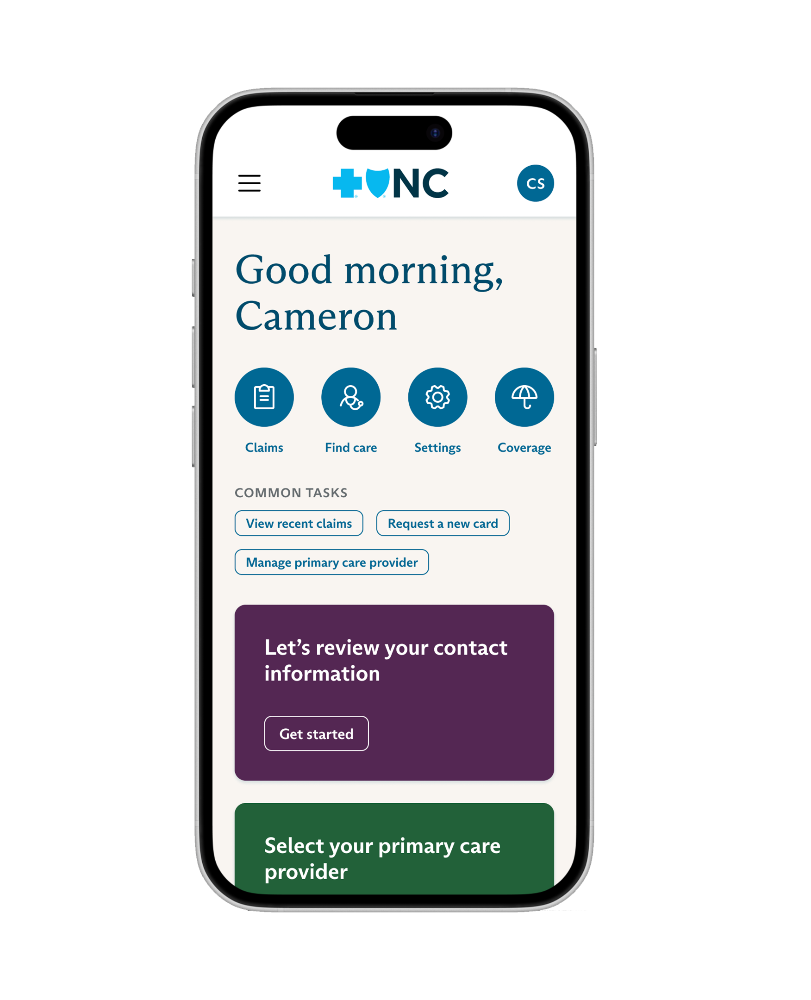 NC
CS
Good morning,
Cameron
Claims
Find care
Settings
Coverage
COMMON TASKS
View recent claims
Request a new card
Manage primary care provider
Let’s review your contact
information
Get started
Select your primary care
provider